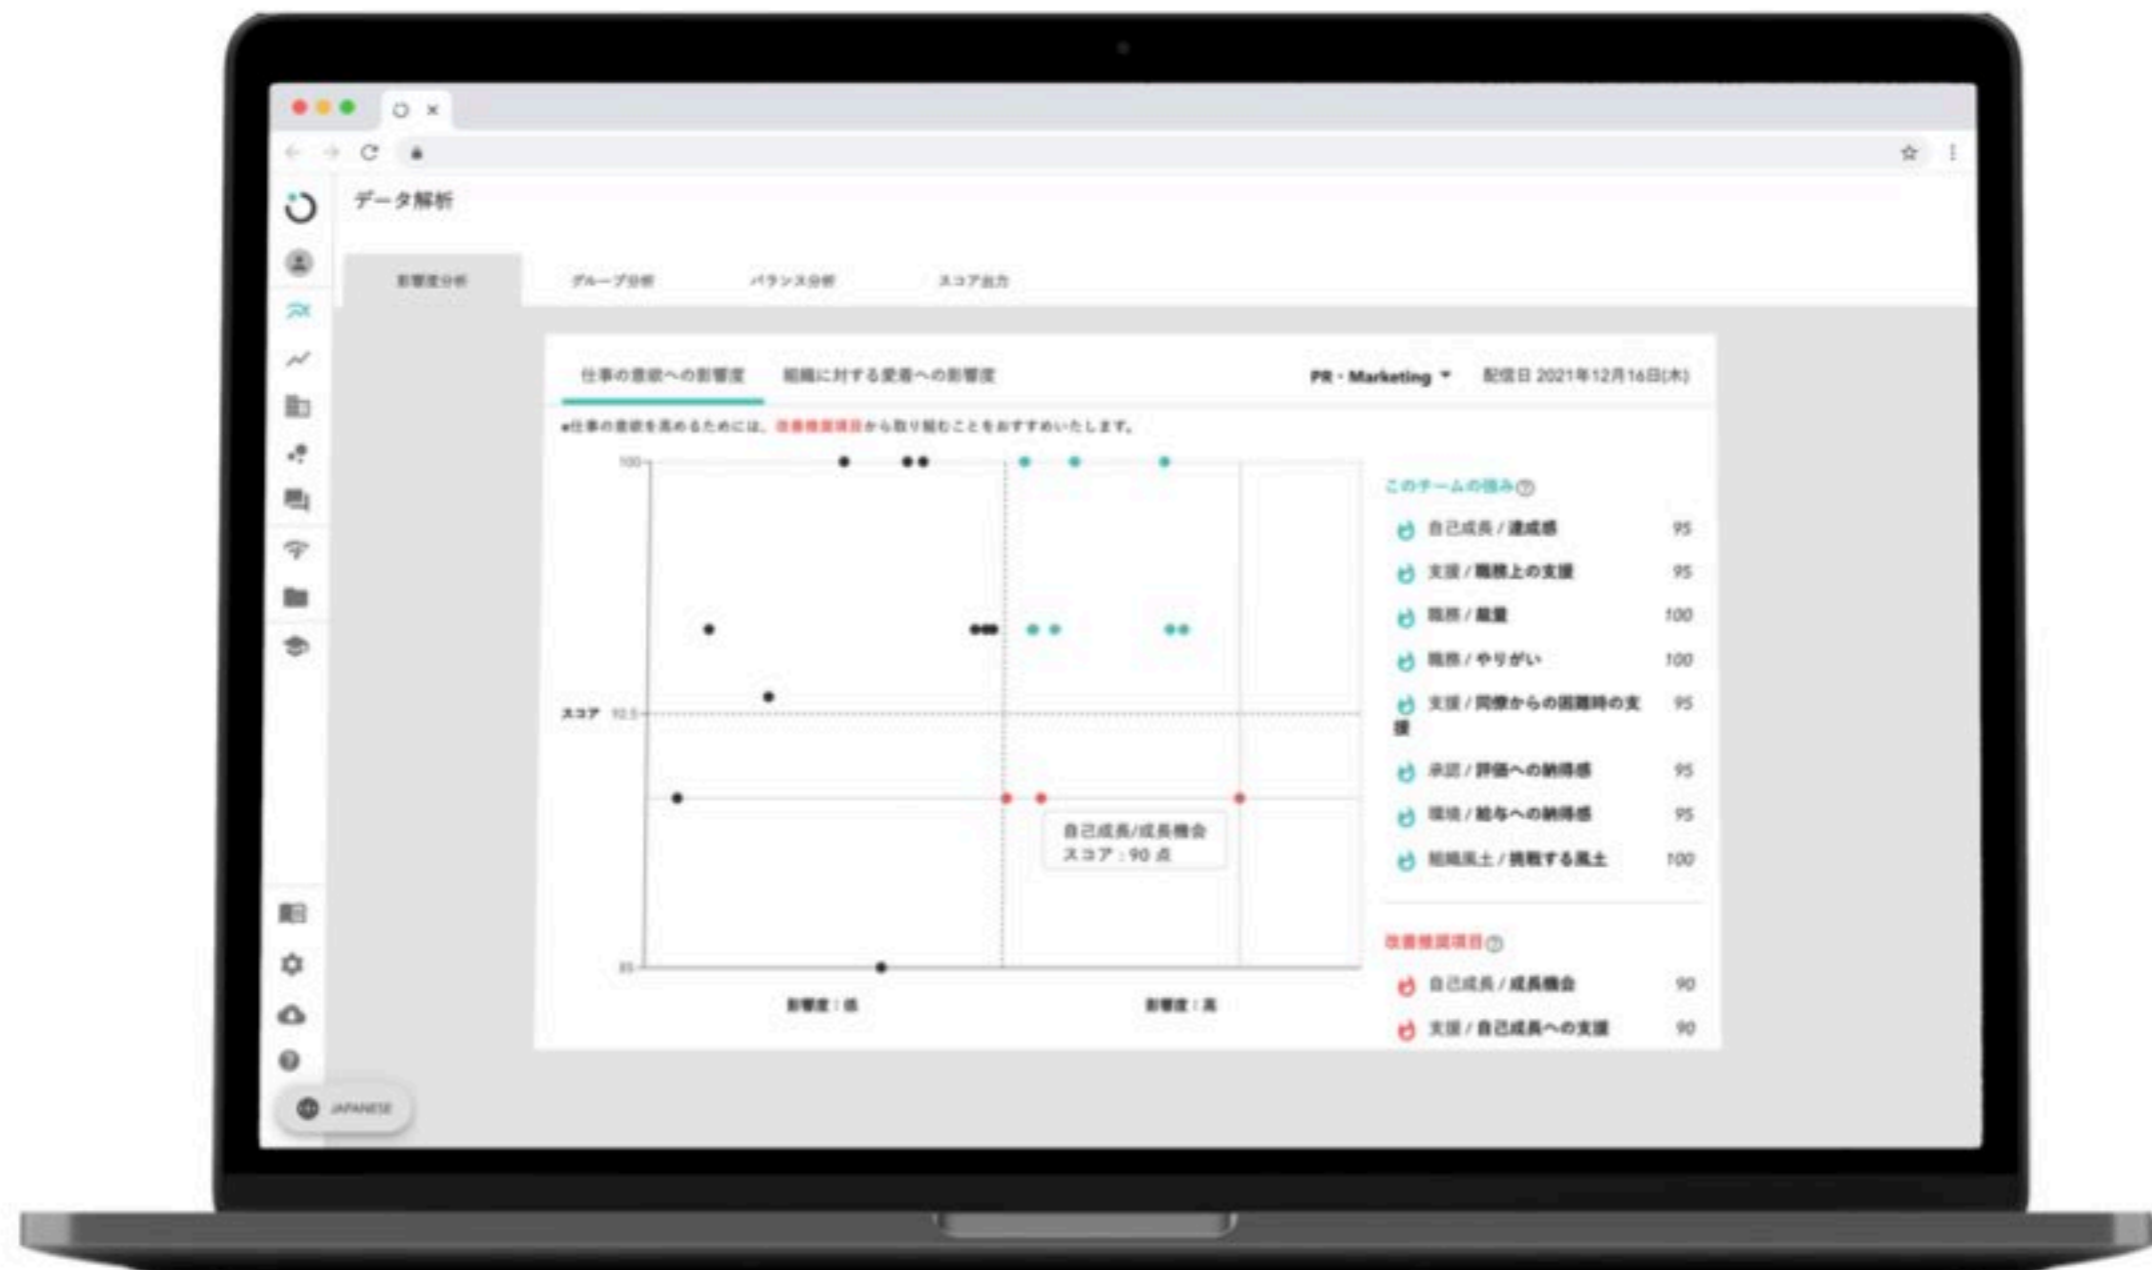 データ解析
影響度分析
グループ分析
バランス分析
スコア出力
仕事の意欲への影響度
組織に対する愛着への影響度
PR・Marketing
配信日 2021年12月16日(木)
●仕事の意欲を高めるためには、改善推奨項目から取り組むことをおすすめいたします。
100
スコア 92.5
85
影響度：低
影響度：高
自己成長/成長機会
スコア：90 点
このチームの強み
自己成長 / 達成感 95
支援 / 職務上の支援 95
職務 / 裁量 100
職務 / やりがい 100
支援 / 同僚からの困難時の支 95
援
承認 / 評価への納得感 95
環境 / 給与への納得感 95
組織風土 / 挑戦する風土 100
改善推奨項目
自己成長 / 成長機会 90
支援 / 自己成長への支援 90
JAPANESE